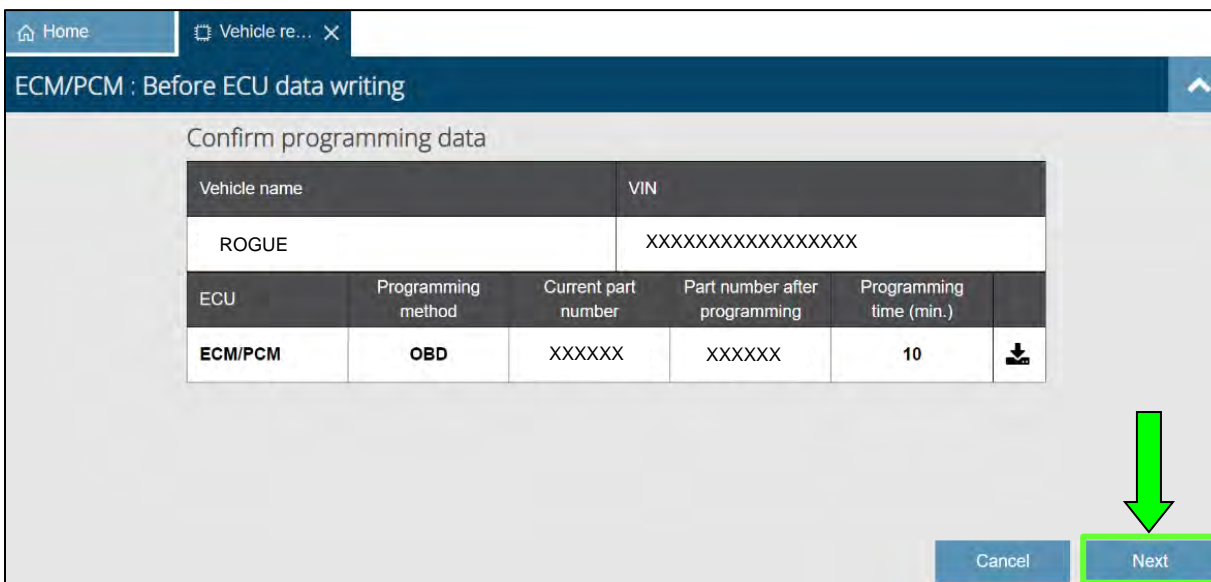 Home
Vehicle re...
ECM/PCM : Before ECU data writing
Confirm programming data
Vehicle name VIN
ROGUE XXXXXXXXXXXXXXXXX
ECU Programming method Current part number Part number after programming Programming time (min.)
ECM/PCM OBD XXXXXX XXXXXX 10
Cancel Next